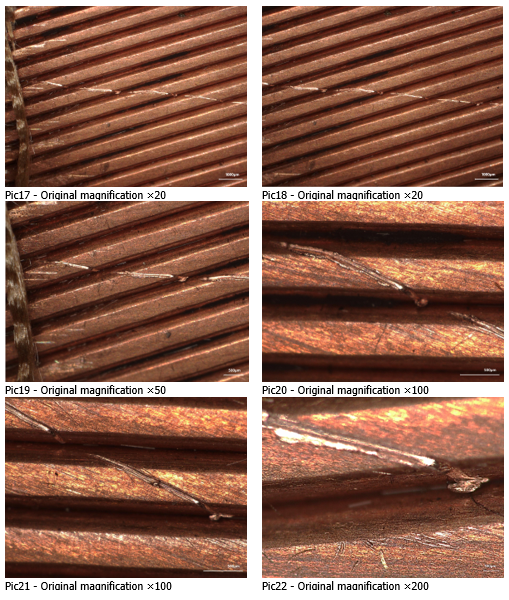 Pic17 - Original magnification ×20
Pic18 - Original magnification ×20
Pic19 - Original magnification ×50
Pic20 - Original magnification ×100
Pic21 - Original magnification ×100
Pic22 - Original magnification ×200